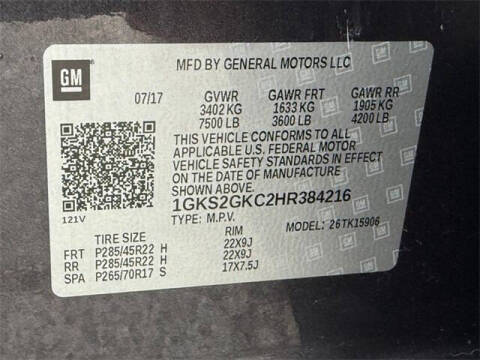 GM
MFD BY GENERAL MOTORS LLC
07/17 GVWR GAWR FRT GAWR RR
3402 KG 1633 KG 1905 KG
7500 LB 3600 LB 4200 LB
THIS VEHICLE CONFORMS TO ALL
APPLICABLE U.S. FEDERAL MOTOR
VEHICLE SAFETY STANDARDS IN EFFECT
ON THE DATE OF MANUFACTURE
SHOWN ABOVE.
1GKS2GKC2HR384216
121V
TYPE: M.P.V. MODEL: 26TK15906
TIRE SIZE RIM
FRT P285/45R22 H 22X9J
RR P285/45R22 H 22X9J
SPA P265/70R17 S 17X7.5J